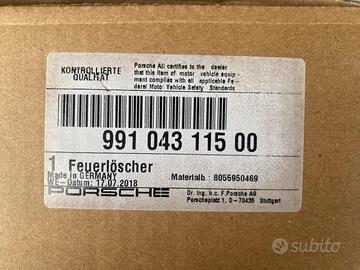 KONTROLLIERTE
QUALITÄT
Porsche AG certifies to the dealer
that this item of motor vehicle equip-
ment complies with all applicable Fe-
deral Motor Vehicle Safety Standards
991 043 115 00
1 Feuerlöscher
Made in GERMANY
WE-Datum: 17.07.2018
Materialb.: 8055950469
PORSCHE
Dr. Ing. h.c. F.Porsche AG
Porscheplatz 1, D-70435 Stuttgart
subito